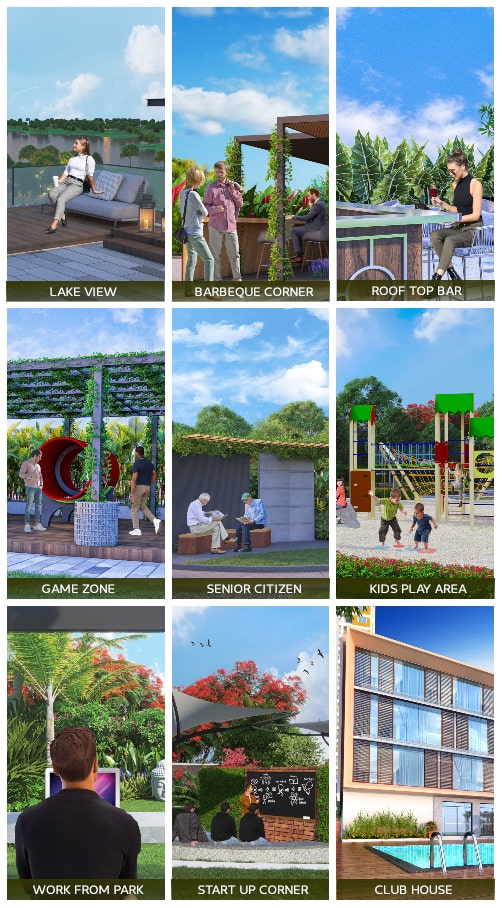 LAKE VIEW
BARBEQUE CORNER
ROOF TOP BAR
GAME ZONE
SENIOR CITIZEN
KIDS PLAY AREA
WORK FROM PARK
START UP CORNER
CLUB HOUSE